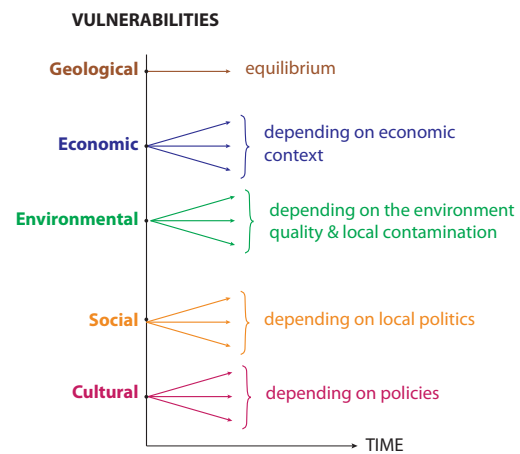 VULNERABILITIES
Geological
equilibrium
Economic
depending on economic
context
Environmental
depending on the environment
quality & local contamination
Social
depending on local politics
Cultural
depending on policies
TIME